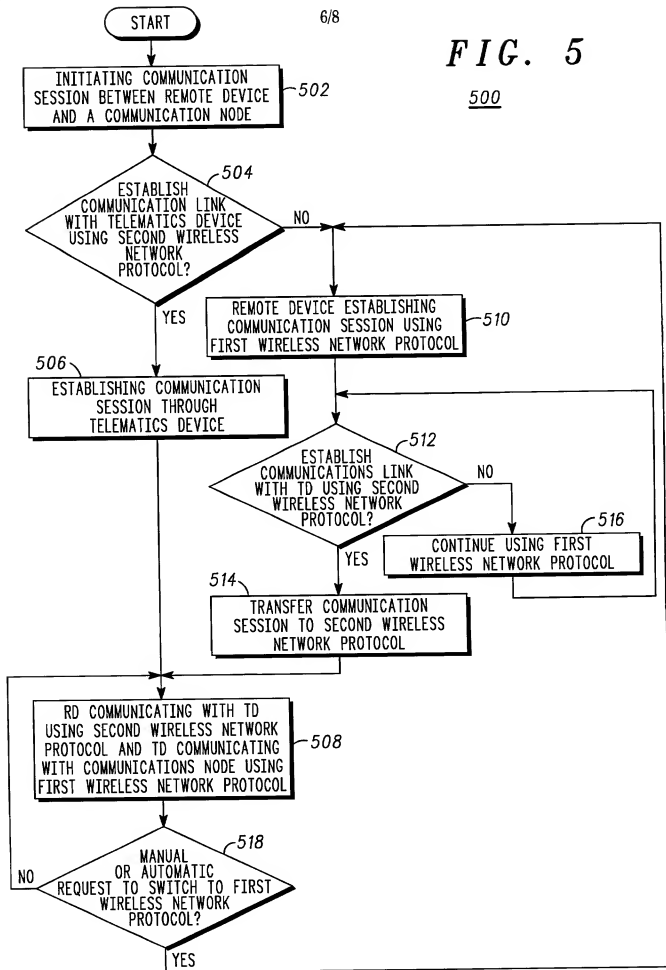 START
6/8
FIG. 5
500
INITIATING COMMUNICATION
SESSION BETWEEN REMOTE DEVICE
AND A COMMUNICATION NODE
502
504
ESTABLISH
COMMUNICATION LINK
WITH TELEMATICS DEVICE
USING SECOND WIRELESS
NETWORK
PROTOCOL?
NO
YES
REMOTE DEVICE ESTABLISHING
COMMUNICATION SESSION USING
FIRST WIRELESS NETWORK PROTOCOL
510
506
ESTABLISHING COMMUNICATION
SESSION THROUGH
TELEMATICS DEVICE
512
ESTABLISH
COMMUNICATIONS LINK
WITH TD USING SECOND
WIRELESS NETWORK
PROTOCOL?
NO
YES
516
CONTINUE USING FIRST
WIRELESS NETWORK PROTOCOL
514
TRANSFER COMMUNICATION
SESSION TO SECOND WIRELESS
NETWORK PROTOCOL
RD COMMUNICATING WITH TD
USING SECOND WIRELESS NETWORK
PROTOCOL AND TD COMMUNICATING
WITH COMMUNICATIONS NODE USING
FIRST WIRELESS NETWORK PROTOCOL
508
518
MANUAL
OR AUTOMATIC
REQUEST TO SWITCH TO FIRST
WIRELESS NETWORK
PROTOCOL?
NO
YES